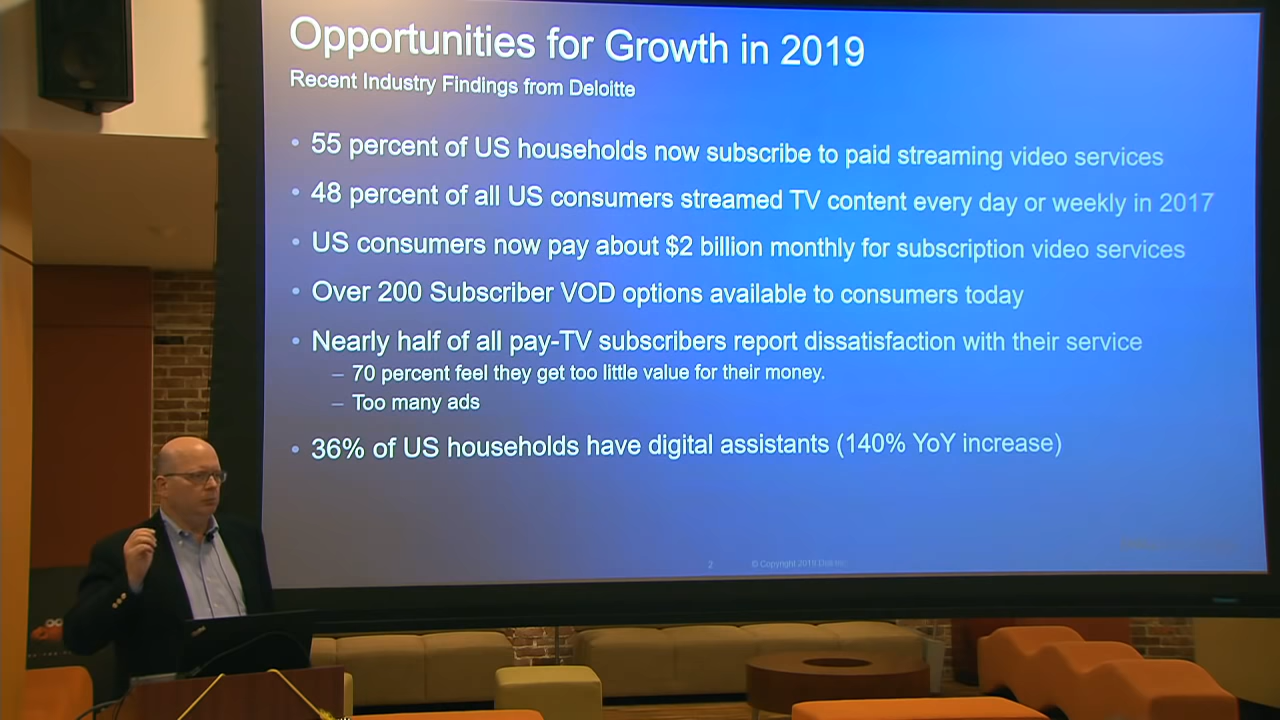 Opportunities for Growth in 2019
Recent Industry Findings from Deloitte
• 55 percent of US households now subscribe to paid streaming video services
• 48 percent of all US consumers streamed TV content every day or weekly in 2017
• US consumers now pay about $2 billion monthly for subscription video services
• Over 200 Subscriber VOD options available to consumers today
• Nearly half of all pay-TV subscribers report dissatisfaction with their service
– 70 percent feel they get too little value for their money.
– Too many ads
• 36% of US households have digital assistants (140% YoY increase)
2 © Copyright